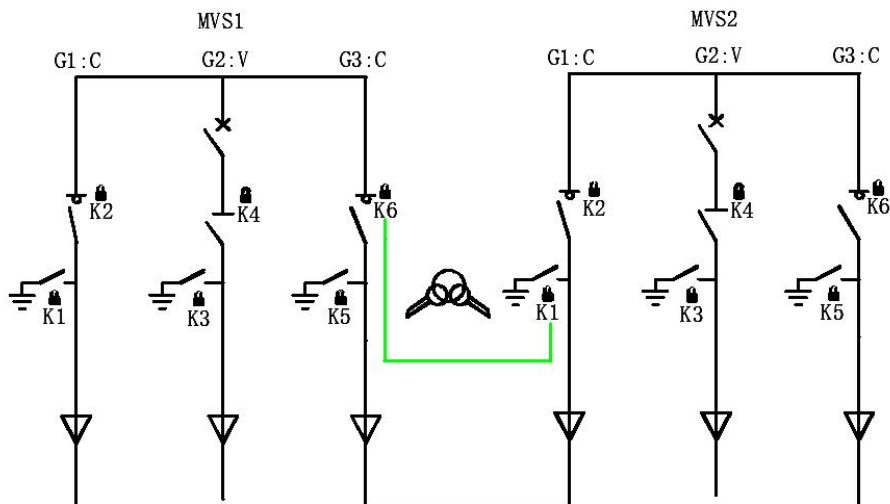 MVS1 MVS2
G1:C G2:V G3:C G1:C G2:V G3:C
K2 K4 K6 K2 K4 K6
K1 K3 K5 K1 K3 K5